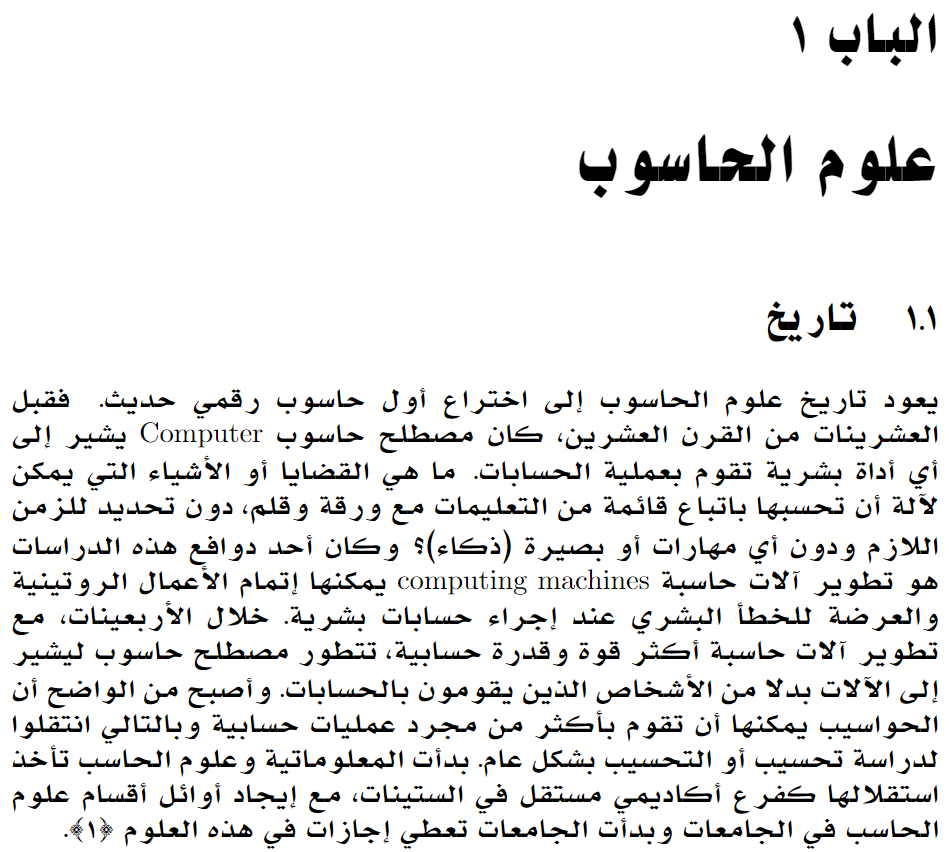 الباب ١
علوم الحاسوب
١.١ تاريخ
يعود تاريخ علوم الحاسوب إلى اختراع أول حاسوب رقمي حديث. فقبل
العشرينات من القرن العشرين، كان مصطلح حاسوب Computer يشير إلى
أي أداة بشرية تقوم بعملية الحسابات. ما هي القضايا أو الأشياء التي يمكن
لآلة أن تحسبها باتباع قائمة من التعليمات مع ورقة وقلم، دون تحديد للزمن
اللازم ودون أي مهارات أو بصيرة (ذكاء)؟ وكان أحد دوافع هذه الدراسات
هو تطوير آلات حاسبة computing machines يمكنها إتمام الأعمال الروتينية
والعرضة للخطأ البشري عند إجراء حسابات بشرية. خلال الأربعينات، مع
تطوير آلات حاسبة أكثر قوة وقدرة حسابية، تتطور مصطلح حاسوب ليشير
إلى الآلات بدلا من الأشخاص الذين يقومون بالحسابات. وأصبح من الواضح أن
الحواسيب يمكنها أن تقوم بأكثر من مجرد عمليات حسابية وبالتالي انتقلوا
لدراسة تحسيب أو التحسيب بشكل عام. بدأت المعلوماتية وعلوم الحاسب تأخذ
استقلالها كفرع أكاديمي مستقل في الستينات، مع إيجاد أوائل أقسام علوم
الحاسب في الجامعات وبدأت الجامعات تعطي إجازات في هذه العلوم ﴿١﴾.